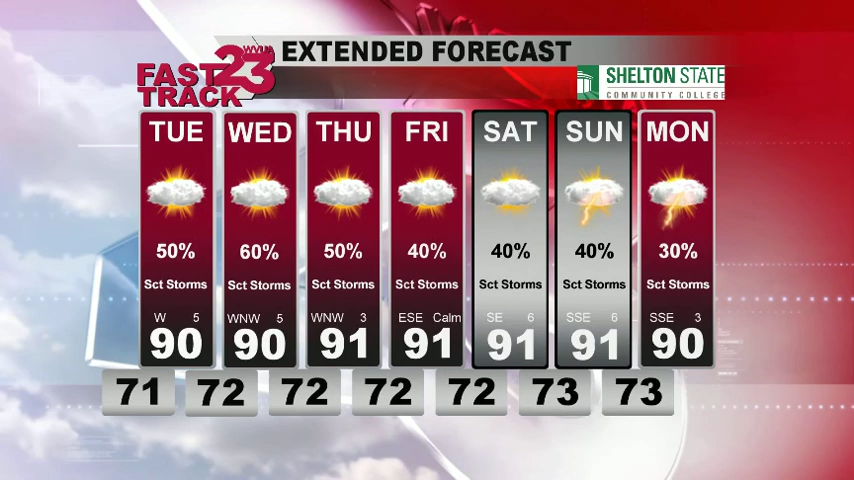 WVUA
23
FAST
TRACK
EXTENDED FORECAST
SHELTON STATE
COMMUNITY COLLEGE
TUE WED THU FRI SAT SUN MON
50% 60% 50% 40% 40% 40% 30%
Sct Storms Sct Storms Sct Storms Sct Storms Sct Storms Sct Storms Sct Storms
W 5 WNW 5 WNW 3 ESE Calm SE 6 SSE 6 SSE 3
90 90 91 91 91 91 90
71 72 72 72 72 73 73